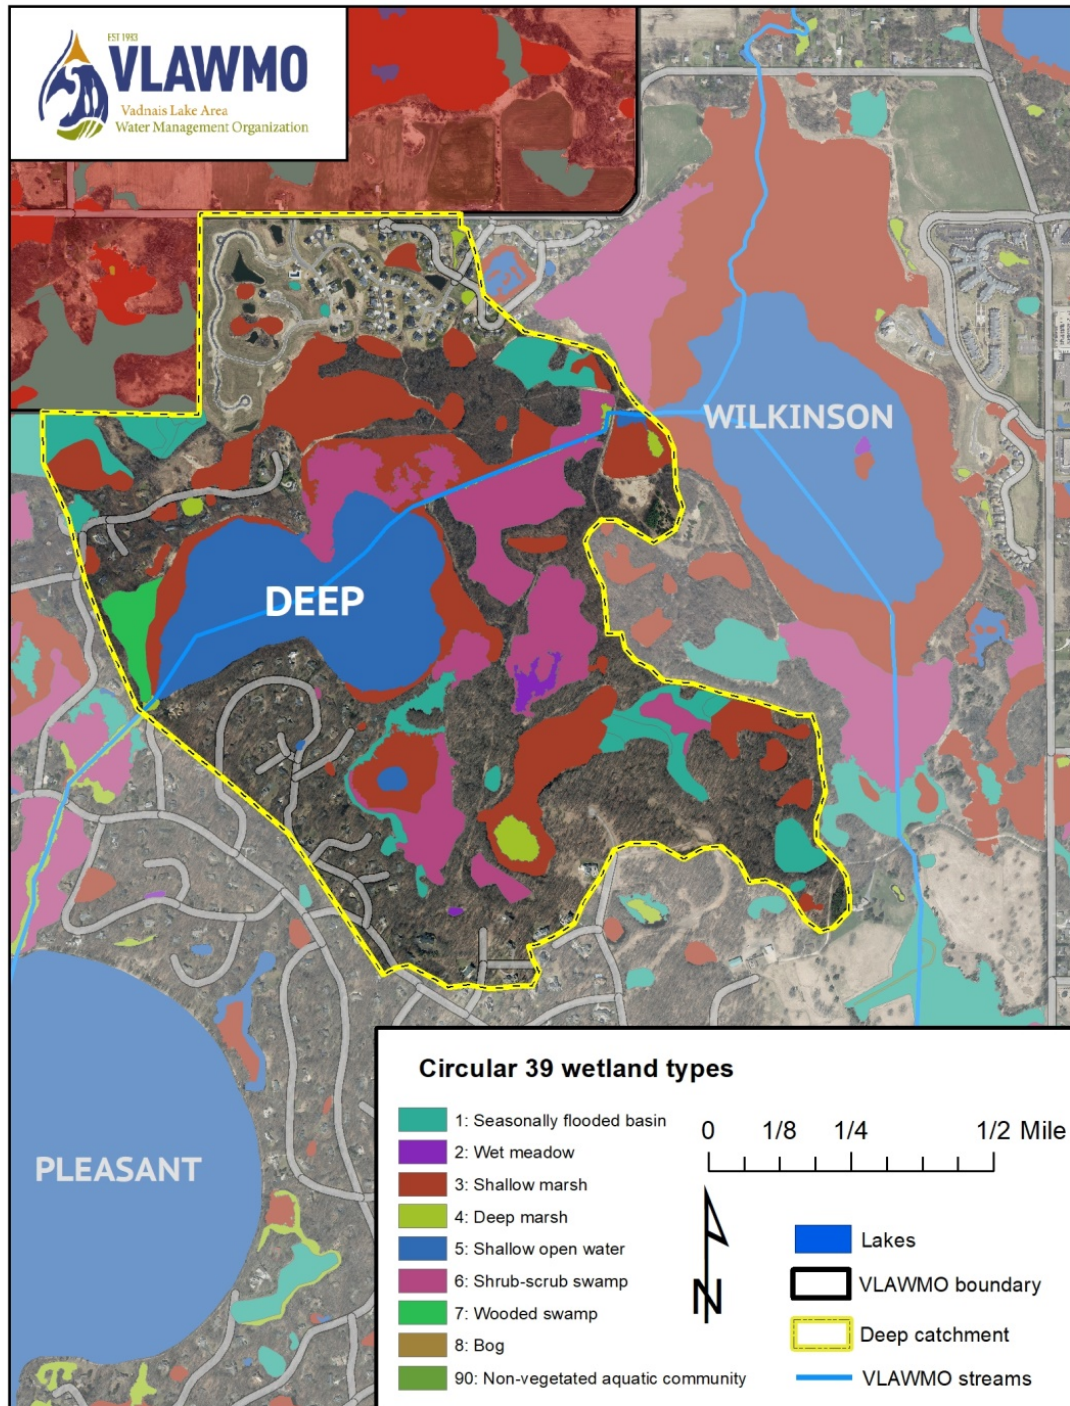 EST 1983
VLAWMO
Vadnais Lake Area
Water Management Organization
WILKINSON
DEEP
PLEASANT
Circular 39 wetland types
1: Seasonally flooded basin
2: Wet meadow
3: Shallow marsh
4: Deep marsh
5: Shallow open water
6: Shrub-scrub swamp
7: Wooded swamp
8: Bog
90: Non-vegetated aquatic community
0 1/8 1/4 1/2 Mile
N
Lakes
VLAWMO boundary
Deep catchment
VLAWMO streams